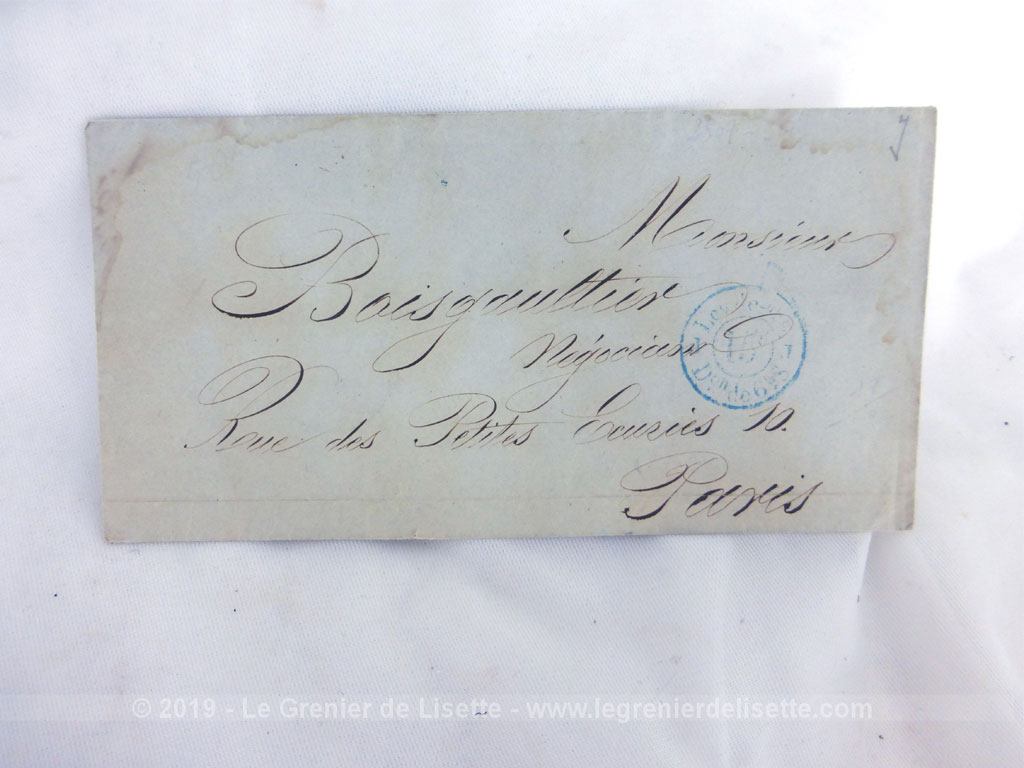 Monsieur
Boisgaultier
Négociant
Rue des Petites Ecuries 10.
Paris
© 2019 - Le Grenier de Lisette - www.legrenierdelisette.com